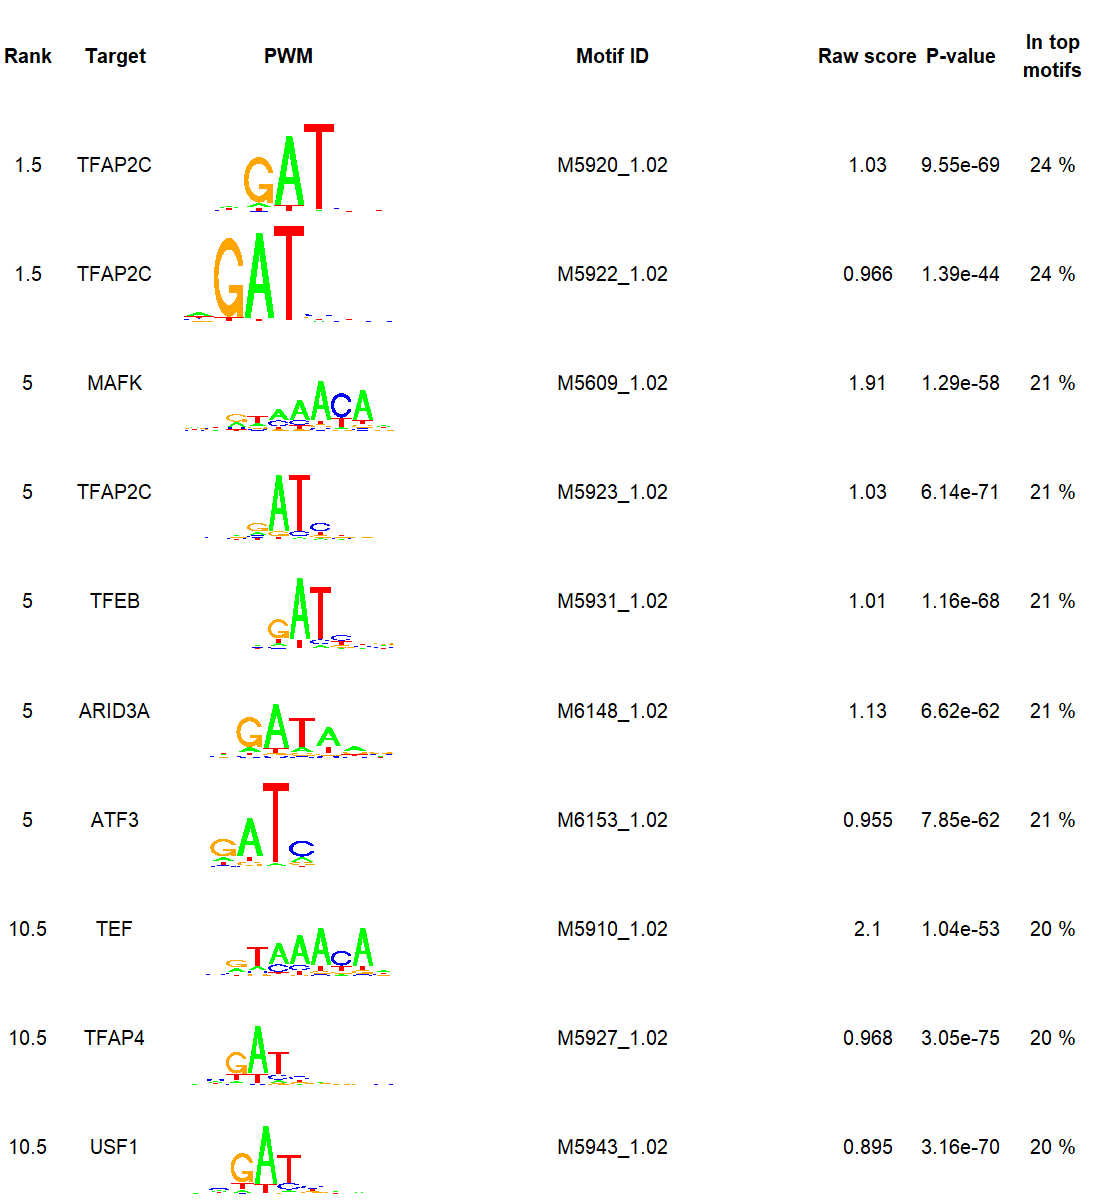 Rank Target PWM Motif ID Raw score P-value In top motifs
1.5 TFAP2C GAT M5920_1.02 1.03 9.55e-69 24 %
1.5 TFAP2C GAT M5922_1.02 0.966 1.39e-44 24 %
5 MAFK GTAAACA M5609_1.02 1.91 1.29e-58 21 %
5 TFAP2C GATC M5923_1.02 1.03 6.14e-71 21 %
5 TFEB GATC M5931_1.02 1.01 1.16e-68 21 %
5 ARID3A GATAA M6148_1.02 1.13 6.62e-62 21 %
5 ATF3 GATC M6153_1.02 0.955 7.85e-62 21 %
10.5 TEF GTAAACA M5910_1.02 2.1 1.04e-53 20 %
10.5 TFAP4 GAT M5927_1.02 0.968 3.05e-75 20 %
10.5 USF1 GATC M5943_1.02 0.895 3.16e-70 20 %